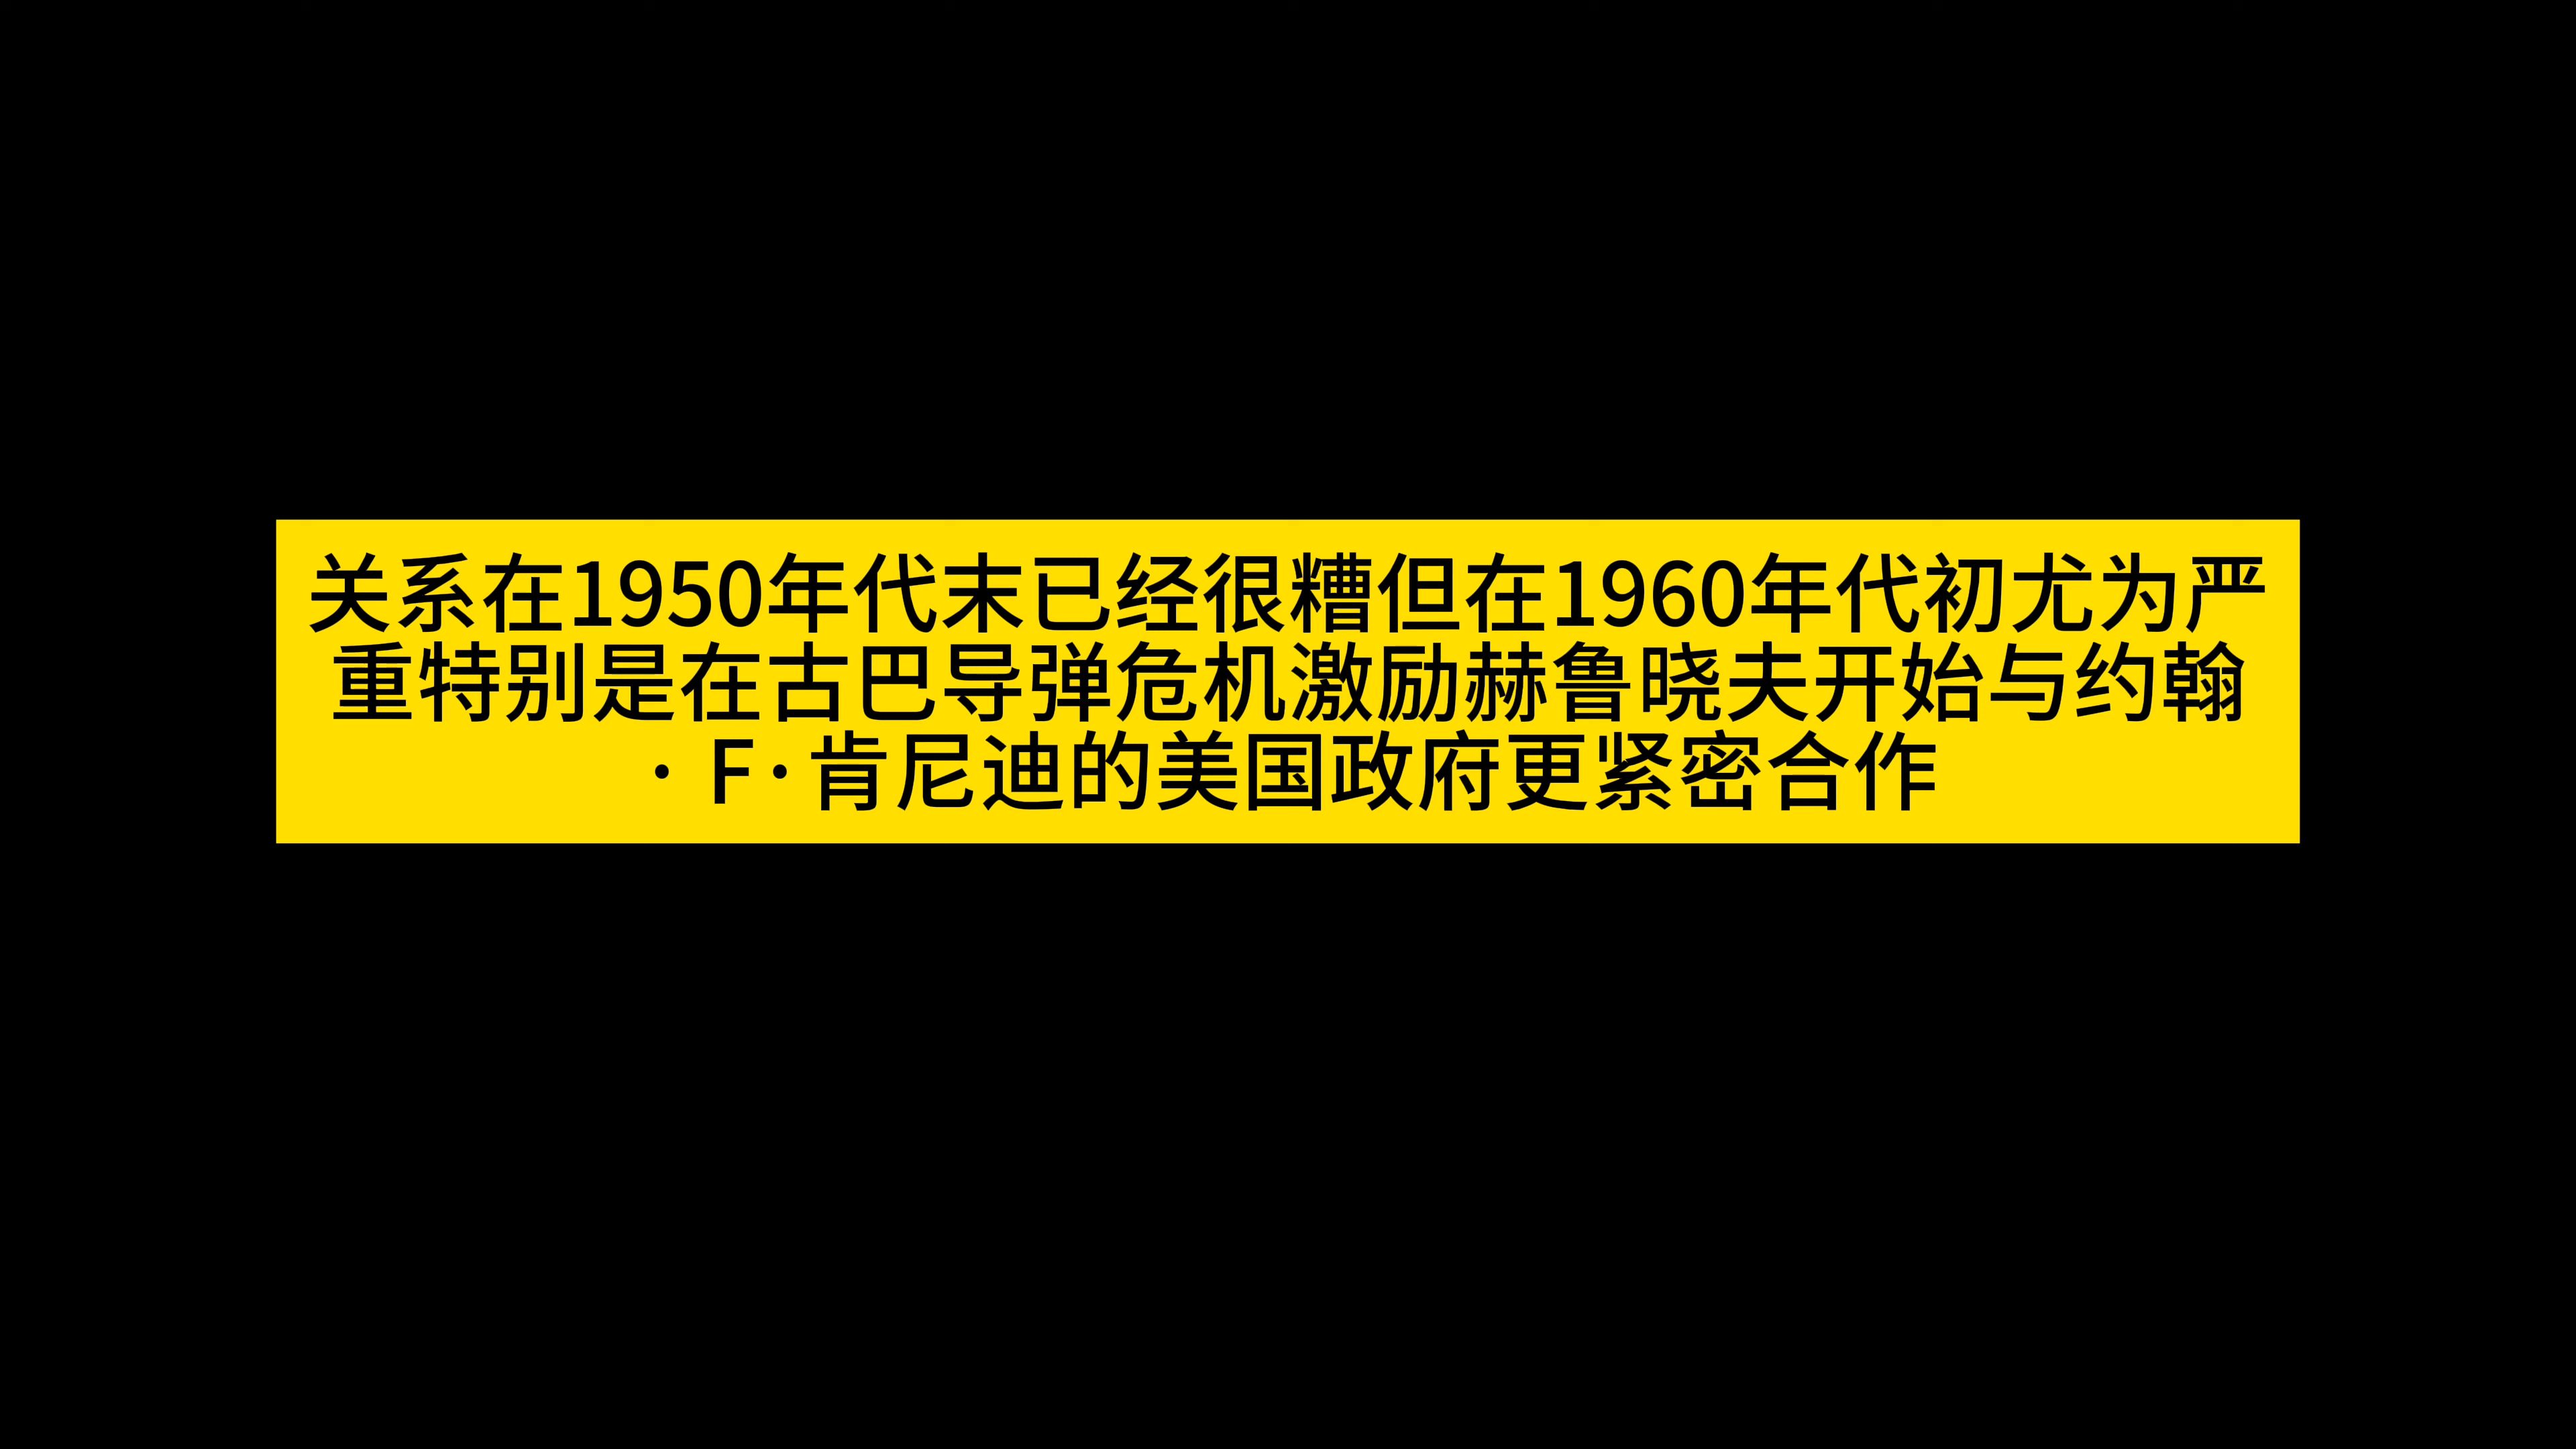 关系在1950年代末已经很糟但在1960年代初尤为严
重特别是在古巴导弹危机激励赫鲁晓夫开始与约翰
· F·肯尼迪的美国政府更紧密合作